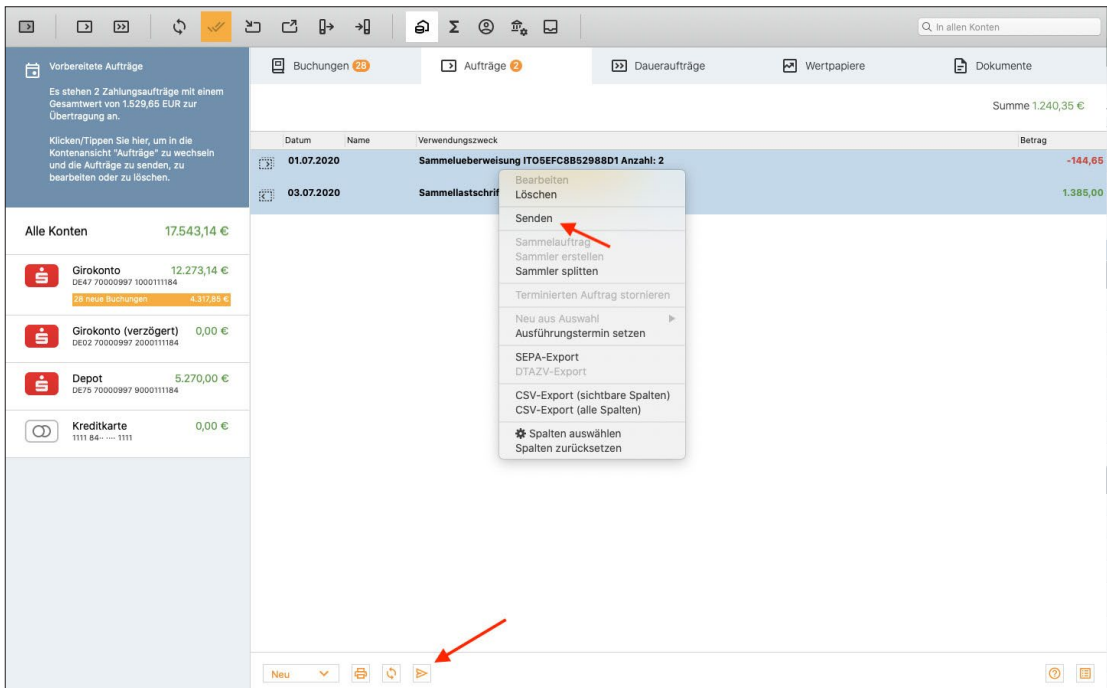 In allen Konten
Vorbereitete Aufträge
Es stehen 2 Zahlungsaufträge mit einem
Gesamtwert von 1.529,65 EUR zur
Übertragung an.
Klicken/Tippen Sie hier, um in die
Kontenansicht "Aufträge" zu wechseln
und die Aufträge zu senden, zu
bearbeiten oder zu löschen.
Alle Konten 17.543,14 €
Girokonto 12.273,14 €
DE47 70000997 1000111184
28 neue Buchungen 4.317,85 €
Girokonto (verzögert) 0,00 €
DE02 70000997 2000111184
Depot 5.270,00 €
DE75 70000997 9000111184
Kreditkarte 0,00 €
1111 84·· ···· 1111
Buchungen 28 Aufträge 2 Daueraufträge Wertpapiere Dokumente
Summe 1.240,35 €
Datum Name Verwendungszweck Betrag
01.07.2020 Sammelueberweisung ITO5EFC8B52988D1 Anzahl: 2 -144,65
03.07.2020 Sammellastschrif 1.385,00
Bearbeiten
Löschen
Senden
Sammelauftrag
Sammler erstellen
Sammler splitten
Terminierten Auftrag stornieren
Neu aus Auswahl
Ausführungstermin setzen
SEPA-Export
DTAZV-Export
CSV-Export (sichtbare Spalten)
CSV-Export (alle Spalten)
Spalten auswählen
Spalten zurücksetzen
Neu